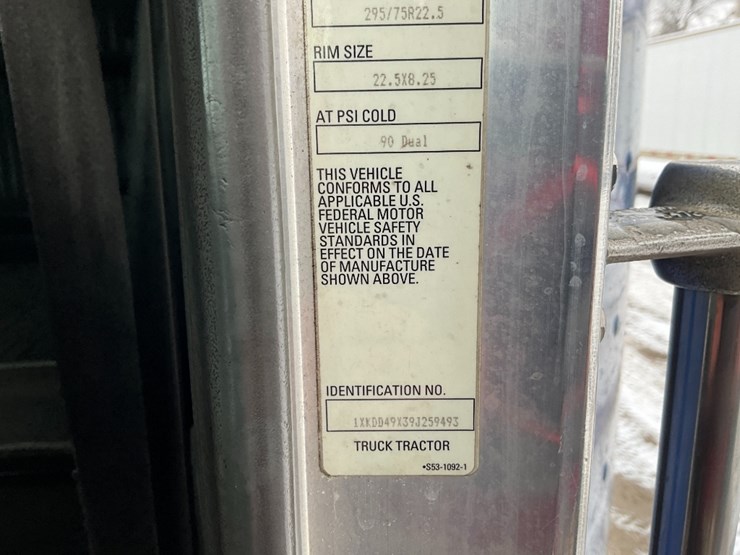 295/75R22.5
RIM SIZE
22.5X8.25
AT PSI COLD
90 Dual
THIS VEHICLE
CONFORMS TO ALL
APPLICABLE U.S.
FEDERAL MOTOR
VEHICLE SAFETY
STANDARDS IN
EFFECT ON THE DATE
OF MANUFACTURE
SHOWN ABOVE.
IDENTIFICATION NO.
1XKDD49X39J259493
TRUCK TRACTOR
•S53-1092-1